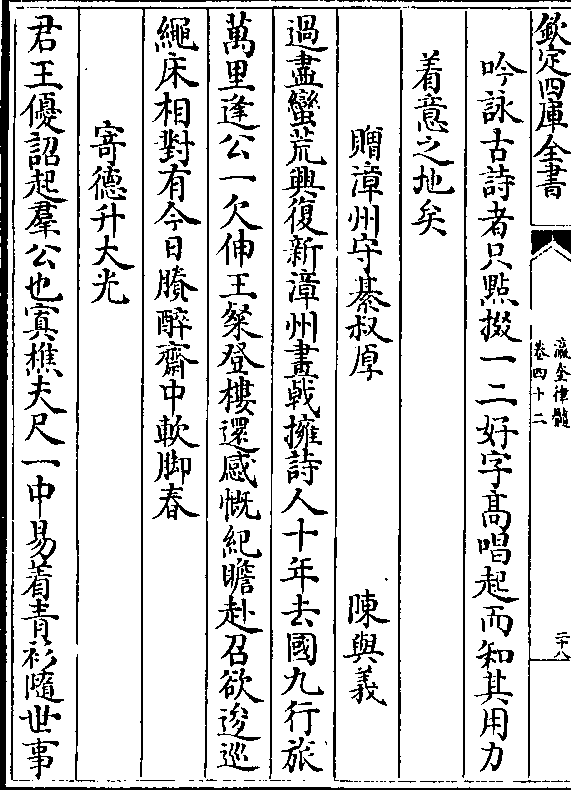 欽定四庫全書
瀛奎律髓
卷四十二
二十八
吟詠古詩者只點掇一二好字髙唱起而知其用力
着意之地矣
贈漳州守綦叔厚 陳與義
過盡蠻荒興復新漳州畫戟擁詩人十年去國九行旅
萬里逢公一欠伸王粲登樓還感慨紀瞻赴召欲逡巡
繩床相對有今日賸醉齋中軟脚春
寄德升大光
君王優詔起羣公也寘樵夫尺一中易着青衫隨世事